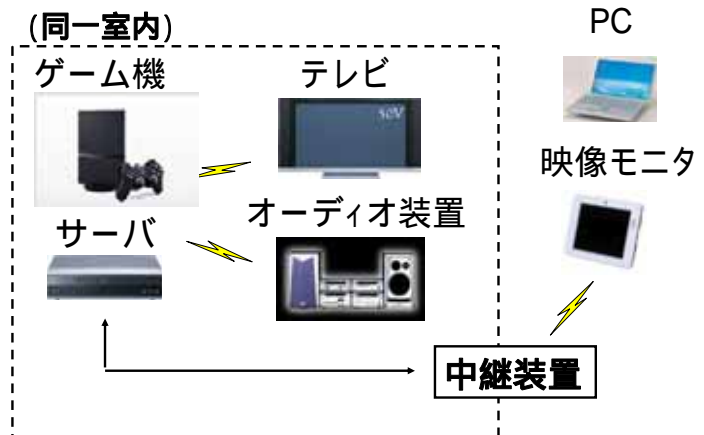 (同一室内)
PC
ゲーム機
テレビ
50V
映像モニタ
サーバ
オーディオ装置
中継装置